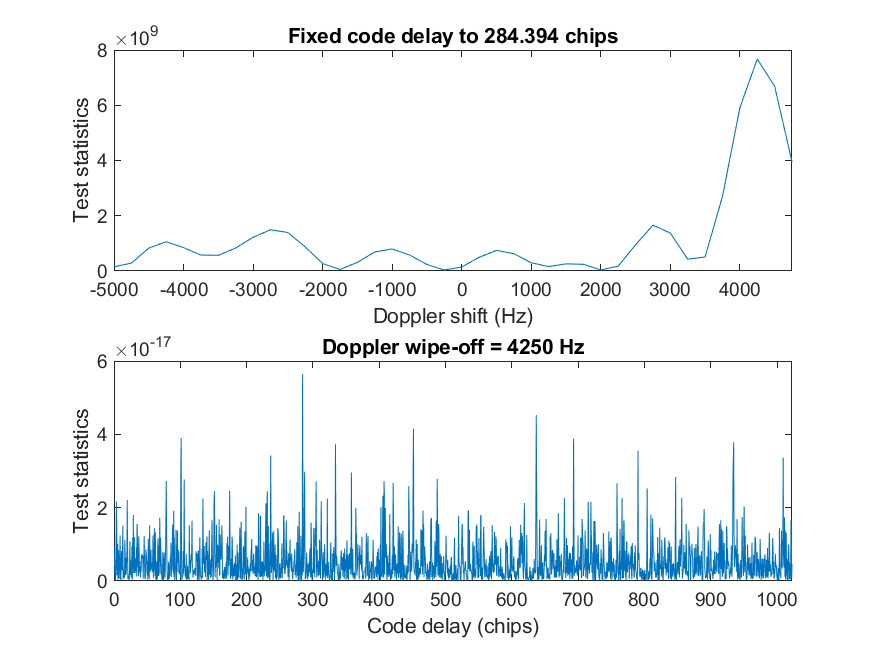 Fixed code delay to 284.394 chips
×10^9
8
6
4
2
0
Test statistics
-5000 -4000 -3000 -2000 -1000 0 1000 2000 3000 4000
Doppler shift (Hz)
Doppler wipe-off = 4250 Hz
×10^-17
6
4
2
0
Test statistics
0 100 200 300 400 500 600 700 800 900 1000
Code delay (chips)